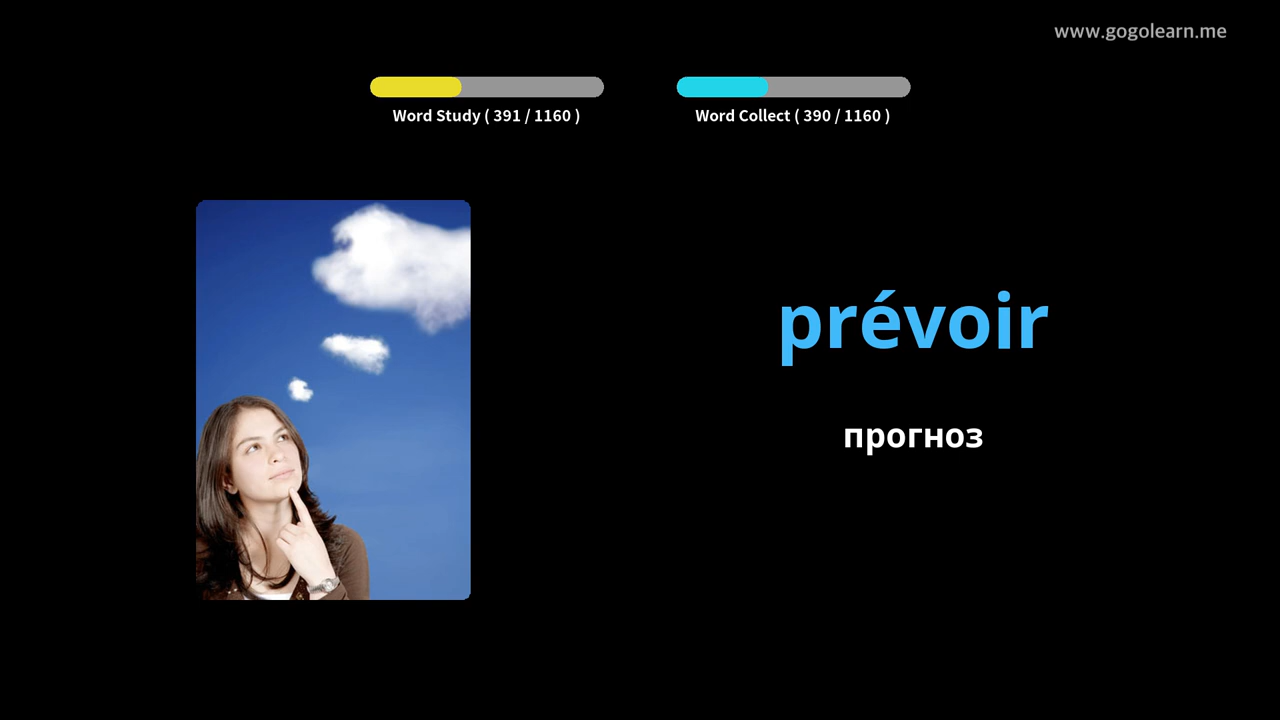 www.gogolearn.me
Word Study ( 391 / 1160 )
Word Collect ( 390 / 1160 )
prévoir
прогноз